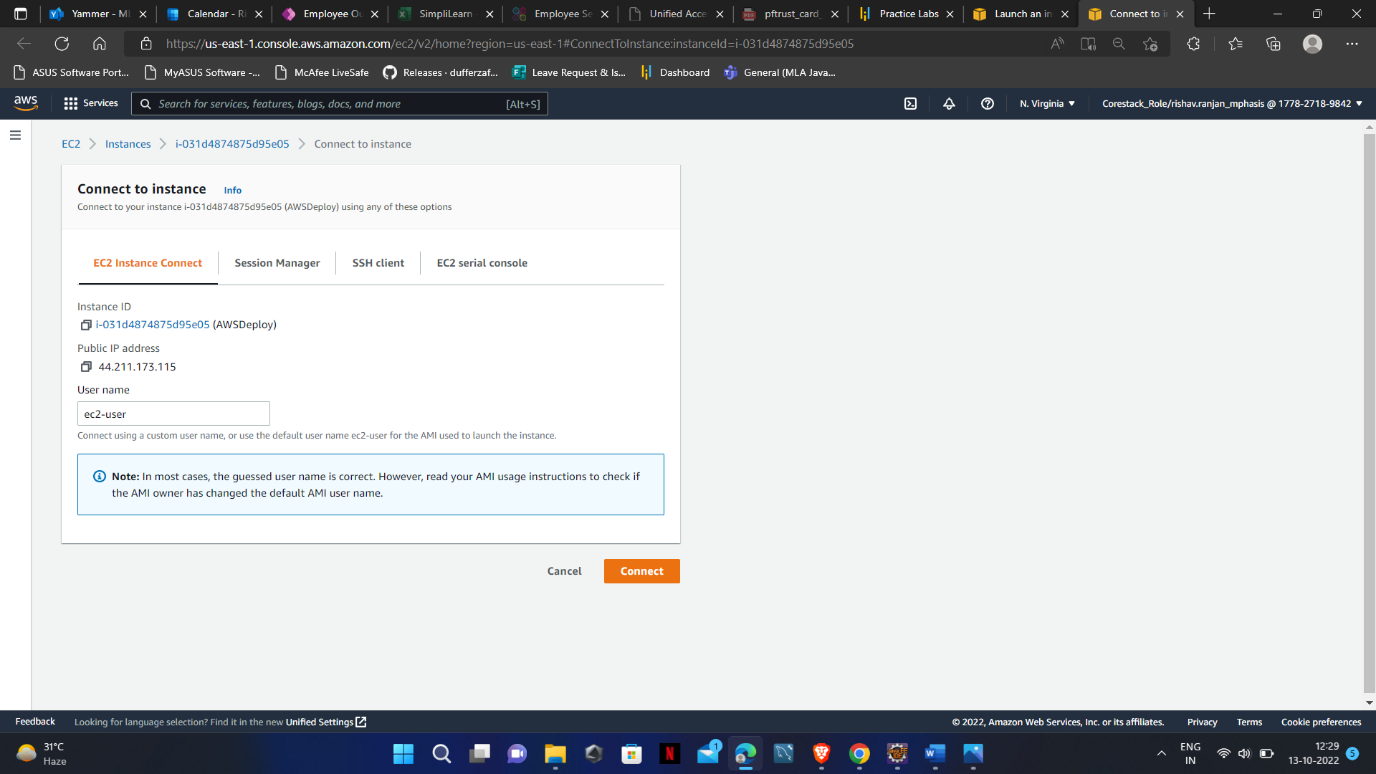 Yammer - M
Calendar - R
Employee O
SimpliLearn
Employee Se
Unified Acce
pftrust_card_
Practice Labs
Launch an in
Connect to i
https://us-east-1.console.aws.amazon.com/ec2/v2/home?region=us-east-1#ConnectToInstance:instanceId=i-031d4874875d95e05
ASUS Software Port...
MyASUS Software -...
McAfee LiveSafe
Releases · dufferzaf...
Leave Request & Is...
Dashboard
General (MLA Java...
aws
Services
Search for services, features, blogs, docs, and more
[Alt+S]
N. Virginia
Corestack_Role/rishav.ranjan_mphasis @ 1778-2718-9842
EC2 > Instances > i-031d4874875d95e05 > Connect to instance
Connect to instance Info
Connect to your instance i-031d4874875d95e05 (AWSDeploy) using any of these options
EC2 Instance Connect
Session Manager
SSH client
EC2 serial console
Instance ID
i-031d4874875d95e05 (AWSDeploy)
Public IP address
44.211.173.115
User name
ec2-user
Connect using a custom user name, or use the default user name ec2-user for the AMI used to launch the instance.
Note: In most cases, the guessed user name is correct. However, read your AMI usage instructions to check if
the AMI owner has changed the default AMI user name.
Cancel
Connect
Feedback
Looking for language selection? Find it in the new Unified Settings
© 2022, Amazon Web Services, Inc. or its affiliates.
Privacy
Terms
Cookie preferences
31°C
Haze
1
ENG
IN
12:29
13-10-2022
5